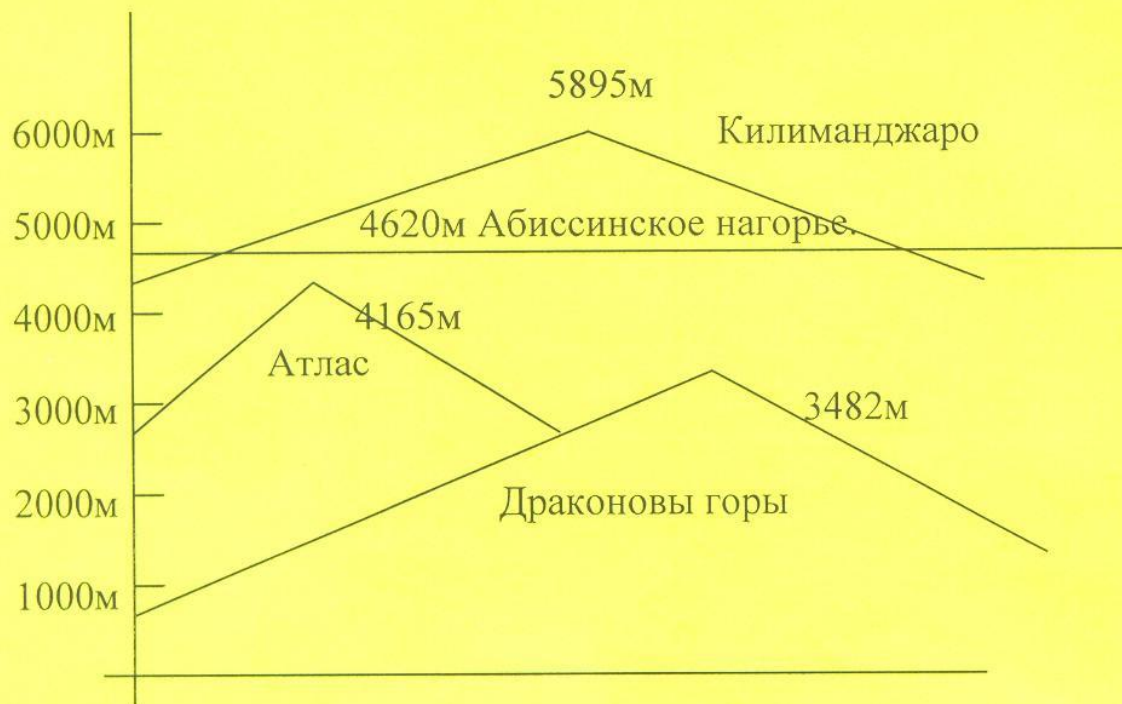 5895м
6000м
Килиманджаро
5000м
4620м Абиссинское нагорье.
4000м
4165м
Атлас
3000м
3482м
2000м
Драконовы горы
1000м